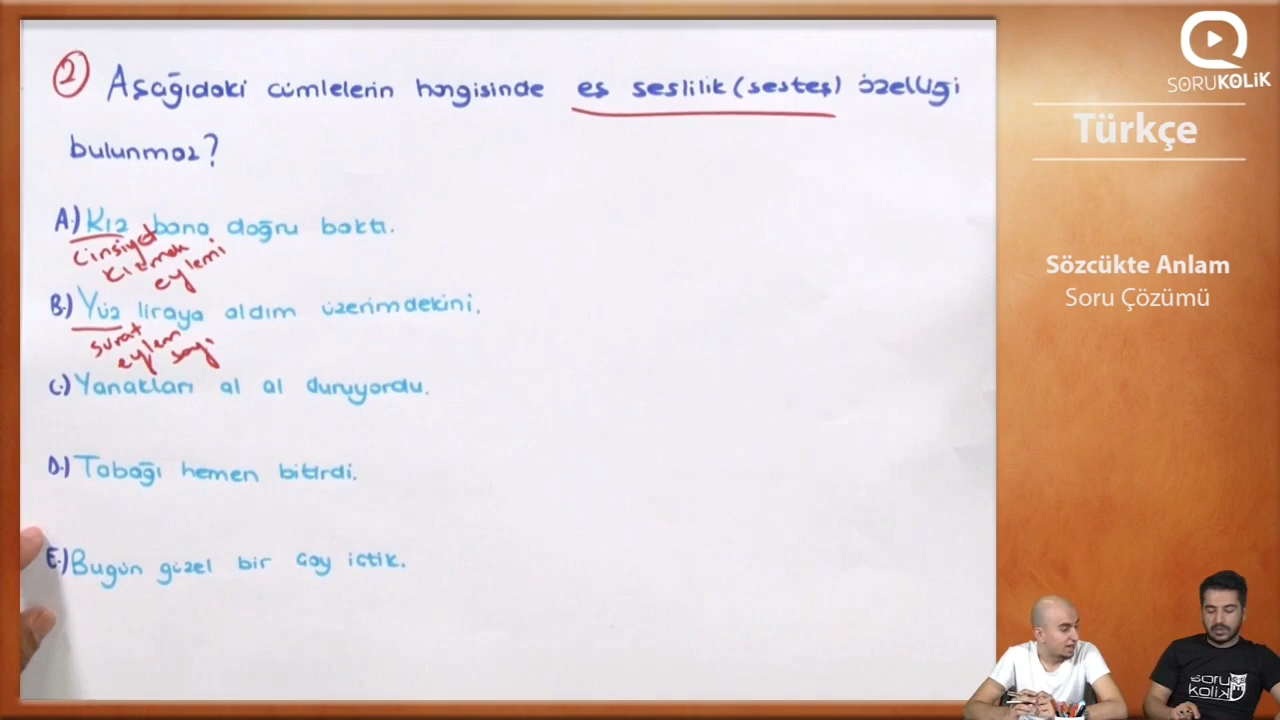 2 Aşağıdaki cümlelerin hangisinde eş seslilik (sesteş) özelliği
bulunmaz?
A.) Kız bana doğru baktı.
cinsiyet
kızmak
eylemi
B.) Yüz liraya aldım üzerimdekini.
surat
eylem
sayı
C.) Yanakları al al duruyordu.
D.) Tabağı hemen bitirdi.
E.) Bugün güzel bir çay içtik.
SORUKOLİK
Türkçe
Sözcükte Anlam
Soru Çözümü
soru
kolik